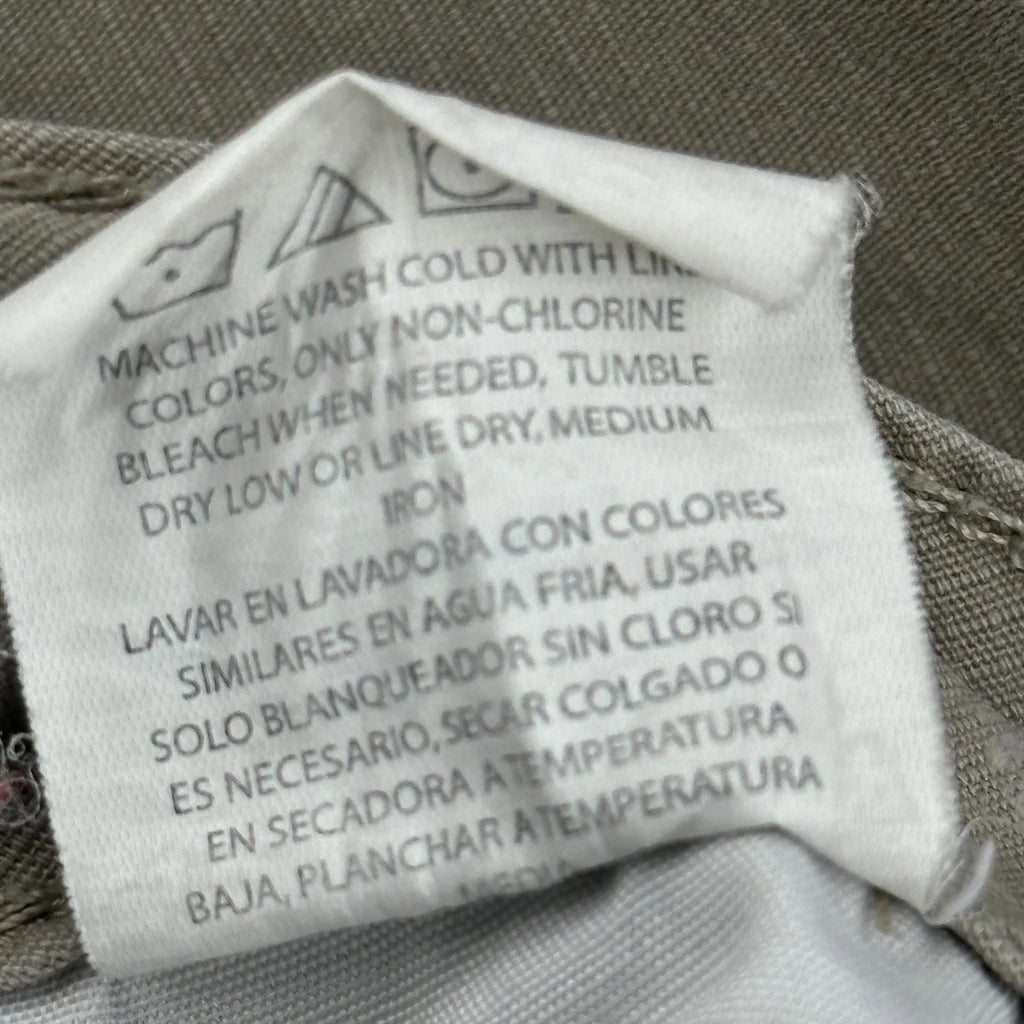 MACHINE WASH COLD WITH LIKE
COLORS, ONLY NON-CHLORINE
BLEACH WHEN NEEDED, TUMBLE
DRY LOW OR LINE DRY, MEDIUM
IRON
LAVAR EN LAVADORA CON COLORES
SIMILARES EN AGUA FRIA, USAR
SOLO BLANQUEADOR SIN CLORO SI
ES NECESARIO, SECAR COLGADO O
EN SECADORA A TEMPERATURA
BAJA, PLANCHAR A TEMPERATURA